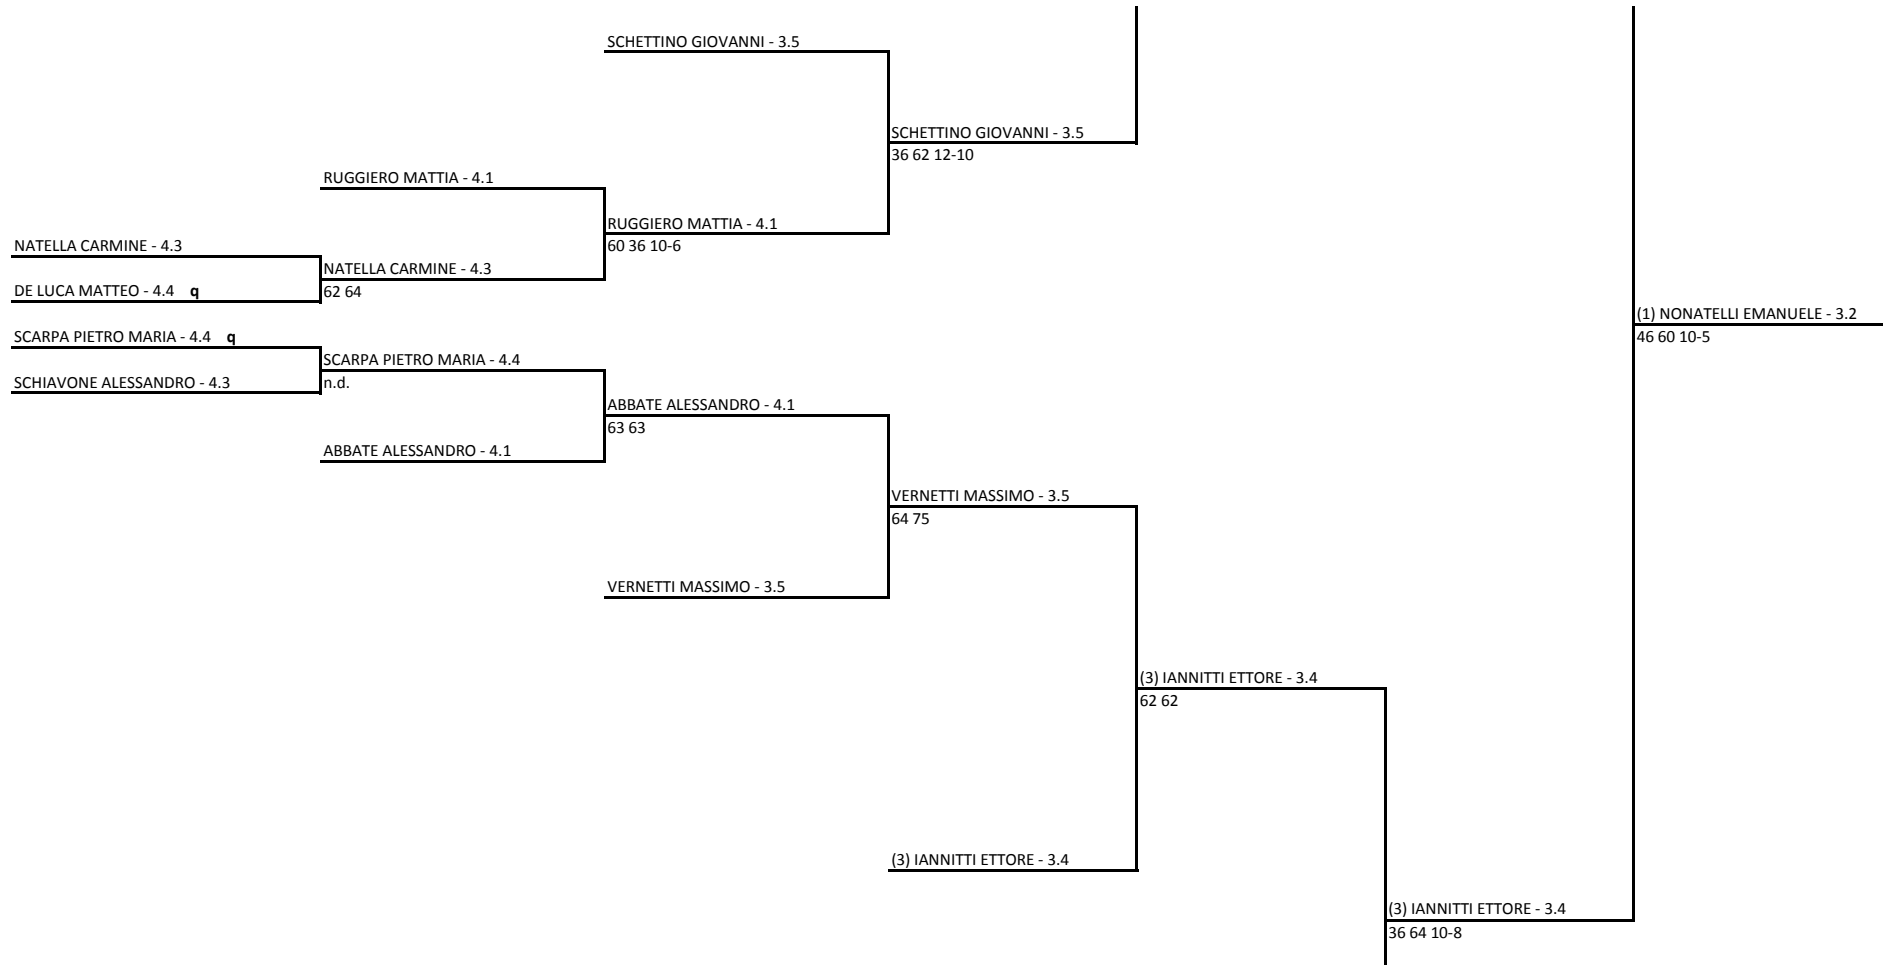 SCHETTINO GIOVANNI - 3.5
SCHETTINO GIOVANNI - 3.5
36 62 12-10
RUGGIERO MATTIA - 4.1
RUGGIERO MATTIA - 4.1
60 36 10-6
NATELLA CARMINE - 4.3
NATELLA CARMINE - 4.3
62 64
DE LUCA MATTEO - 4.4 q
(1) NONATELLI EMANUELE - 3.2
46 60 10-5
SCARPA PIETRO MARIA - 4.4 q
SCARPA PIETRO MARIA - 4.4
n.d.
SCHIAVONE ALESSANDRO - 4.3
ABBATE ALESSANDRO - 4.1
63 63
ABBATE ALESSANDRO - 4.1
VERNETTI MASSIMO - 3.5
64 75
VERNETTI MASSIMO - 3.5
(3) IANNITTI ETTORE - 3.4
62 62
(3) IANNITTI ETTORE - 3.4
(3) IANNITTI ETTORE - 3.4
36 64 10-8